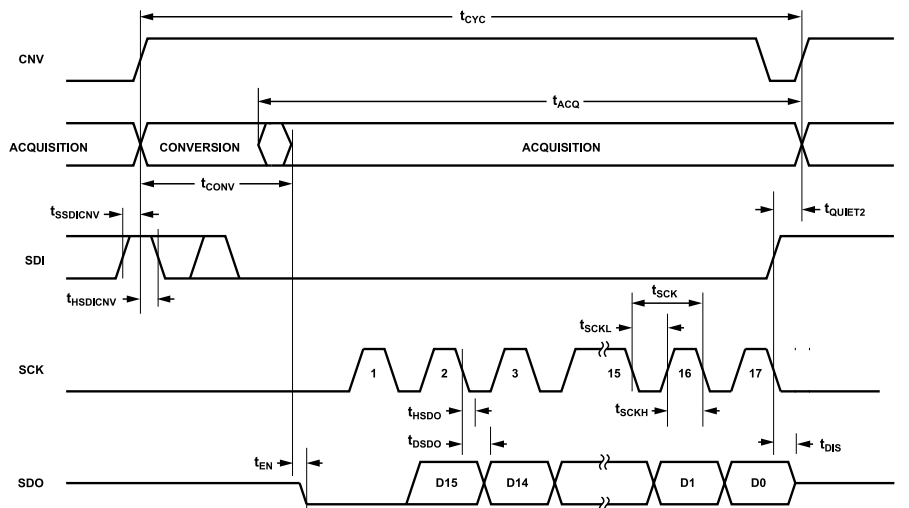 tCYC
CNV
tACQ
ACQUISITION CONVERSION ACQUISITION
tCONV
tSSDICNV
tQUIET2
SDI
tHSDICNV
tSCK
tSCKL
SCK 1 2 3 15 16 17
tHSDO
tSCKH
tDSDO
tDIS
tEN
SDO D15 D14 D1 D0